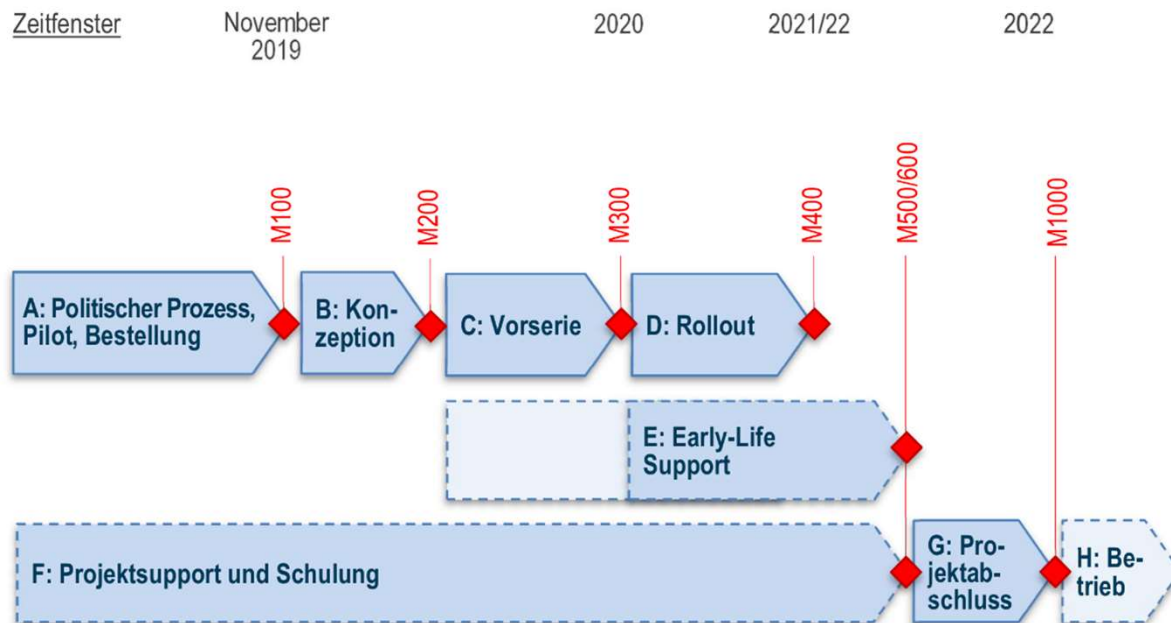 Zeitfenster
November
2019
2020
2021/22
2022
M100
M200
M300
M400
M500/600
M1000
A: Politischer Prozess,
Pilot, Bestellung
B: Kon-
zeption
C: Vorserie
D: Rollout
E: Early-Life
Support
F: Projektsupport und Schulung
G: Pro-
jektab-
schluss
H: Be-
trieb